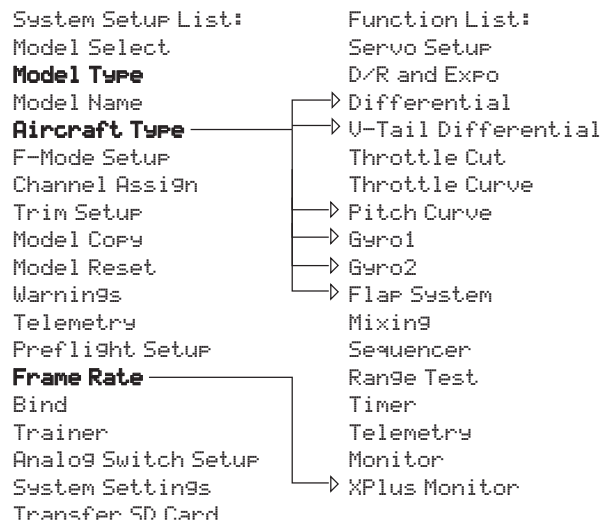 System Setup List:
Model Select
Model Type
Model Name
Aircraft Type
F-Mode Setup
Channel Assign
Trim Setup
Model Copy
Model Reset
Warnings
Telemetry
Preflight Setup
Frame Rate
Bind
Trainer
Analog Switch Setup
System Settings
Transfer SD Card
Function List:
Servo Setup
D/R and Expo
Differential
V-Tail Differential
Throttle Cut
Throttle Curve
Pitch Curve
Gyro1
Gyro2
Flap System
Mixing
Sequencer
Range Test
Timer
Telemetry
Monitor
XPlus Monitor